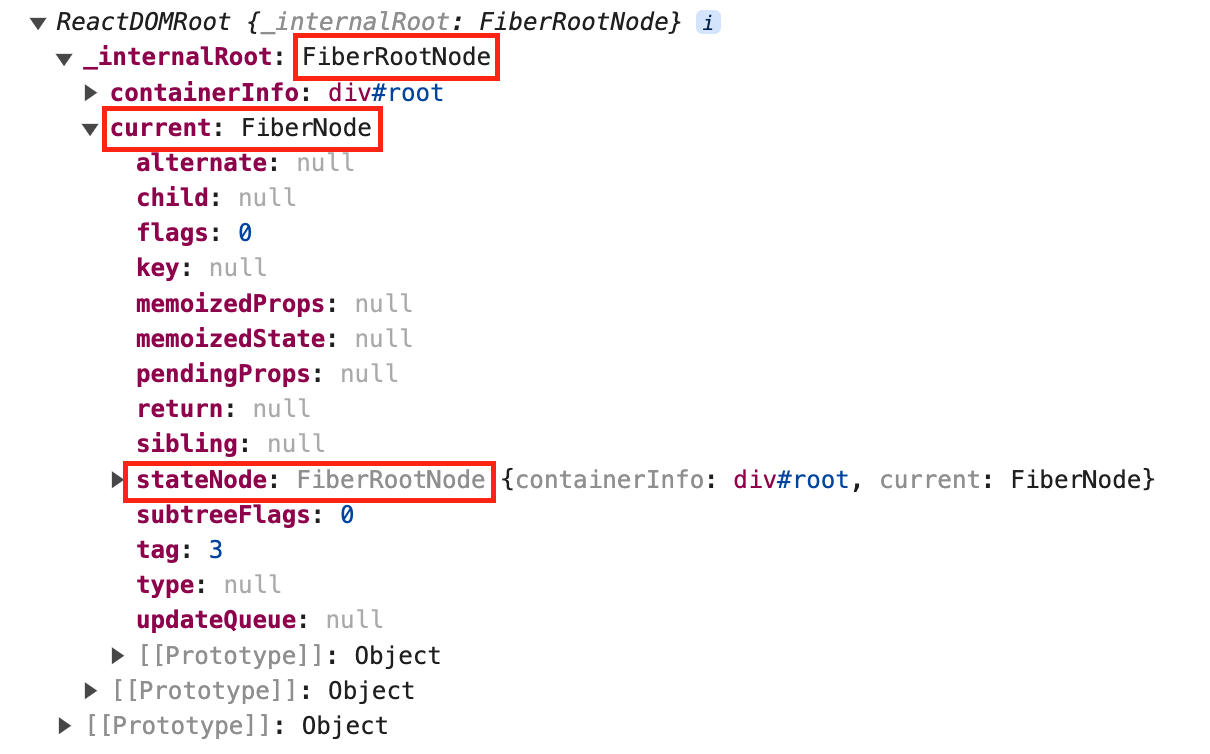 ReactDOMRoot {_internalRoot: FiberRootNode} i
_internalRoot: FiberRootNode
containerInfo: div#root
current: FiberNode
alternate: null
child: null
flags: 0
key: null
memoizedProps: null
memoizedState: null
pendingProps: null
return: null
sibling: null
stateNode: FiberRootNode {containerInfo: div#root, current: FiberNode}
subtreeFlags: 0
tag: 3
type: null
updateQueue: null
[[Prototype]]: Object
[[Prototype]]: Object
[[Prototype]]: Object